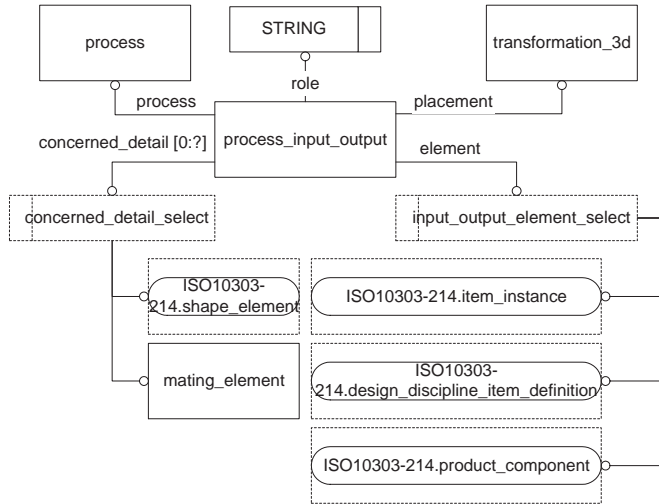 process
STRING
transformation_3d
role
process
placement
concerned_detail [0:?]
process_input_output
element
concerned_detail_select
input_output_element_select
ISO10303-
214.shape_element
ISO10303-214.item_instance
mating_element
ISO10303-
214.design_discipline_item_definition
ISO10303-214.product_component